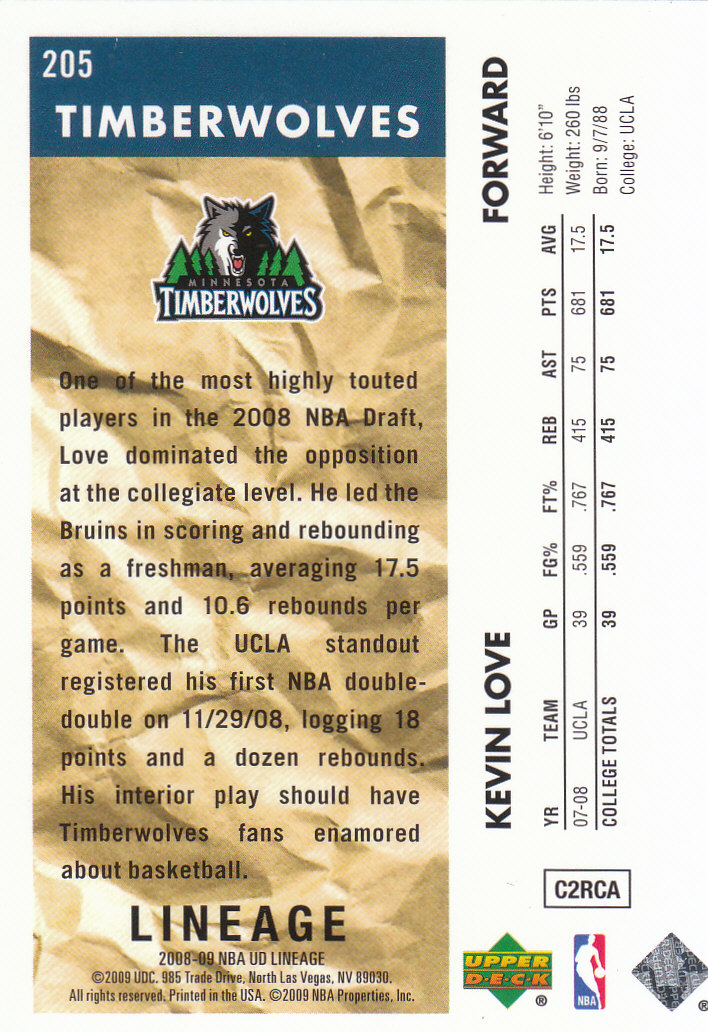 205
TIMBERWOLVES
MINNESOTA
TIMBERWOLVES
One of the most highly touted
players in the 2008 NBA Draft,
Love dominated the opposition
at the collegiate level. He led the
Bruins in scoring and rebounding
as a freshman, averaging 17.5
points and 10.6 rebounds per
game. The UCLA standout
registered his first NBA double-
double on 11/29/08, logging 18
points and a dozen rebounds.
His interior play should have
Timberwolves fans enamored
about basketball.
LINEAGE
2008-09 NBA UD LINEAGE
©2009 UDC. 985 Trade Drive, North Las Vegas, NV 89030.
All rights reserved. Printed in the USA. ©2009 NBA Properties, Inc.
KEVIN LOVE FORWARD
Height: 6'10"
Weight: 260 lbs
Born: 9/7/88
College: UCLA
YR TEAM GP FG% FT% REB AST PTS AVG
07-08 UCLA 39 .559 .767 415 75 681 17.5
COLLEGE TOTALS 39 .559 .767 415 75 681 17.5
C2RCA
UPPER
DECK
®
NBA
®